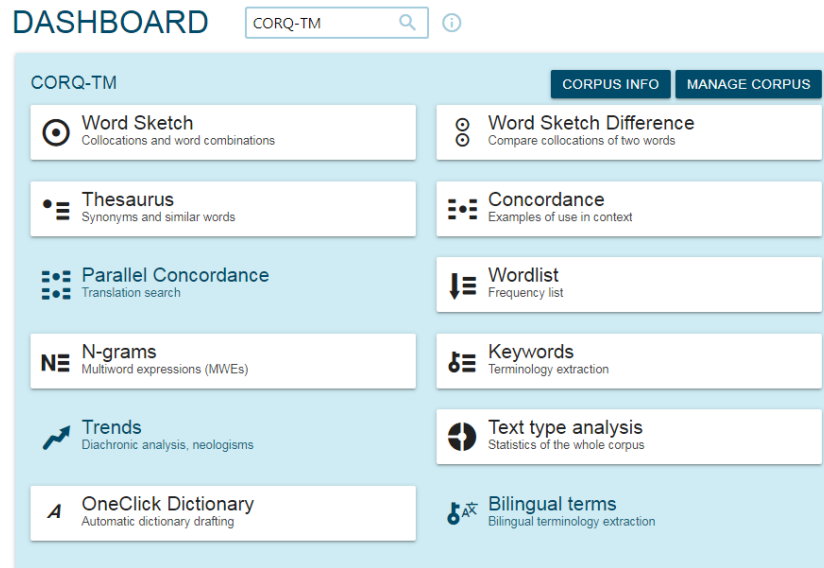 DASHBOARD
CORQ-TM
CORQ-TM
CORPUS INFO
MANAGE CORPUS
Word Sketch
Collocations and word combinations
Word Sketch Difference
Compare collocations of two words
Thesaurus
Synonyms and similar words
Concordance
Examples of use in context
Parallel Concordance
Translation search
Wordlist
Frequency list
N-grams
Multiword expressions (MWEs)
Keywords
Terminology extraction
Trends
Diachronic analysis, neologisms
Text type analysis
Statistics of the whole corpus
OneClick Dictionary
Automatic dictionary drafting
Bilingual terms
Bilingual terminology extraction